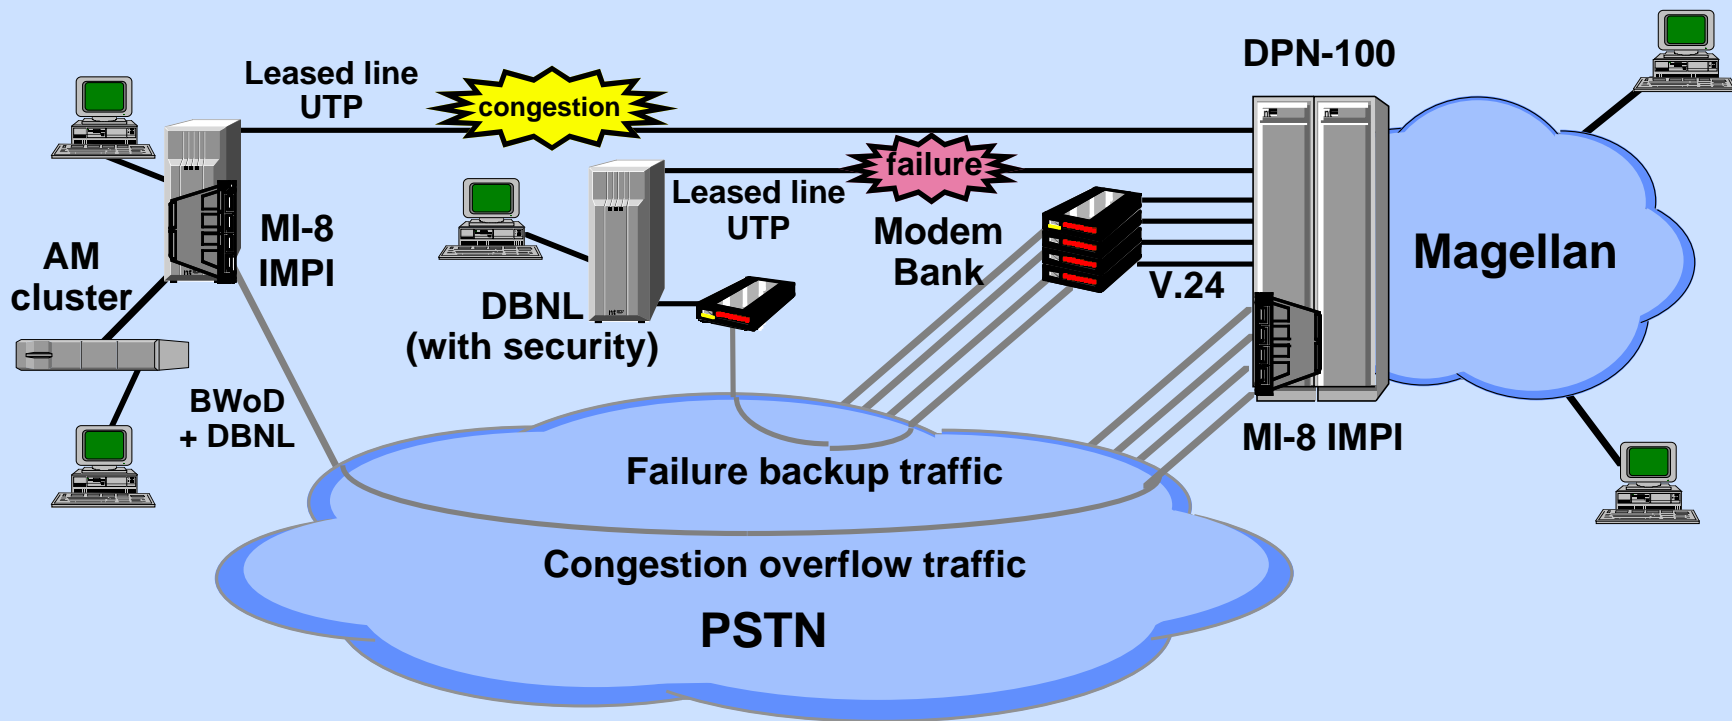 DPN-100
Leased line
UTP
congestion
failure
Leased line
UTP
Modem
Bank
V.24
Magellan
MI-8
IMPI
AM
cluster
DBNL
(with security)
BWoD
+ DBNL
MI-8 IMPI
Failure backup traffic
Congestion overflow traffic
PSTN